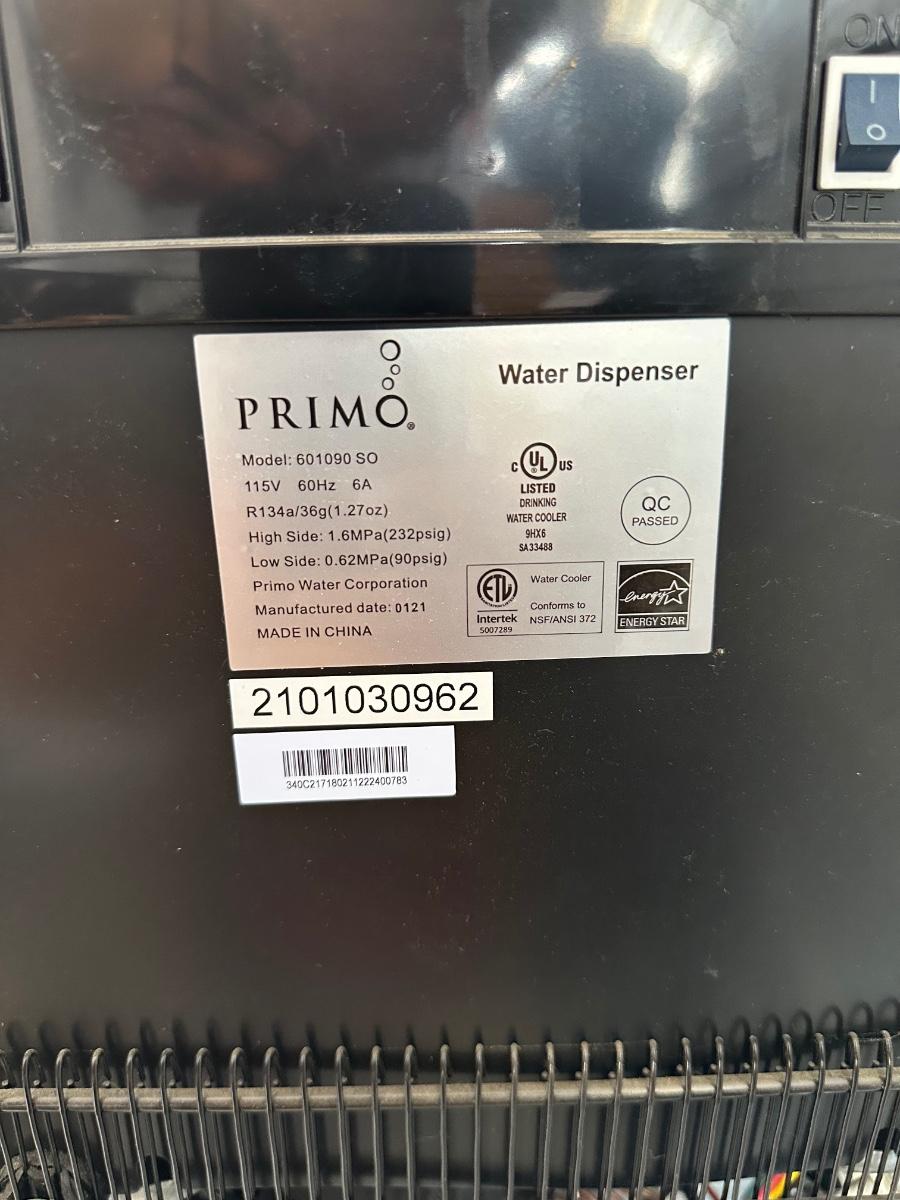 ON
I
O
OFF
PRIMO®
Water Dispenser
Model: 601090 SO
115V 60Hz 6A
R134a/36g(1.27oz)
High Side: 1.6MPa(232psig)
Low Side: 0.62MPa(90psig)
Primo Water Corporation
Manufactured date: 0121
MADE IN CHINA
C UL® US
LISTED
DRINKING
WATER COOLER
9HX6
SA33488
QC
PASSED
ETL
Intertek
5007289
Water Cooler
Conforms to
NSF/ANSI 372
energy
ENERGY STAR
2101030962
340C217180211222400783